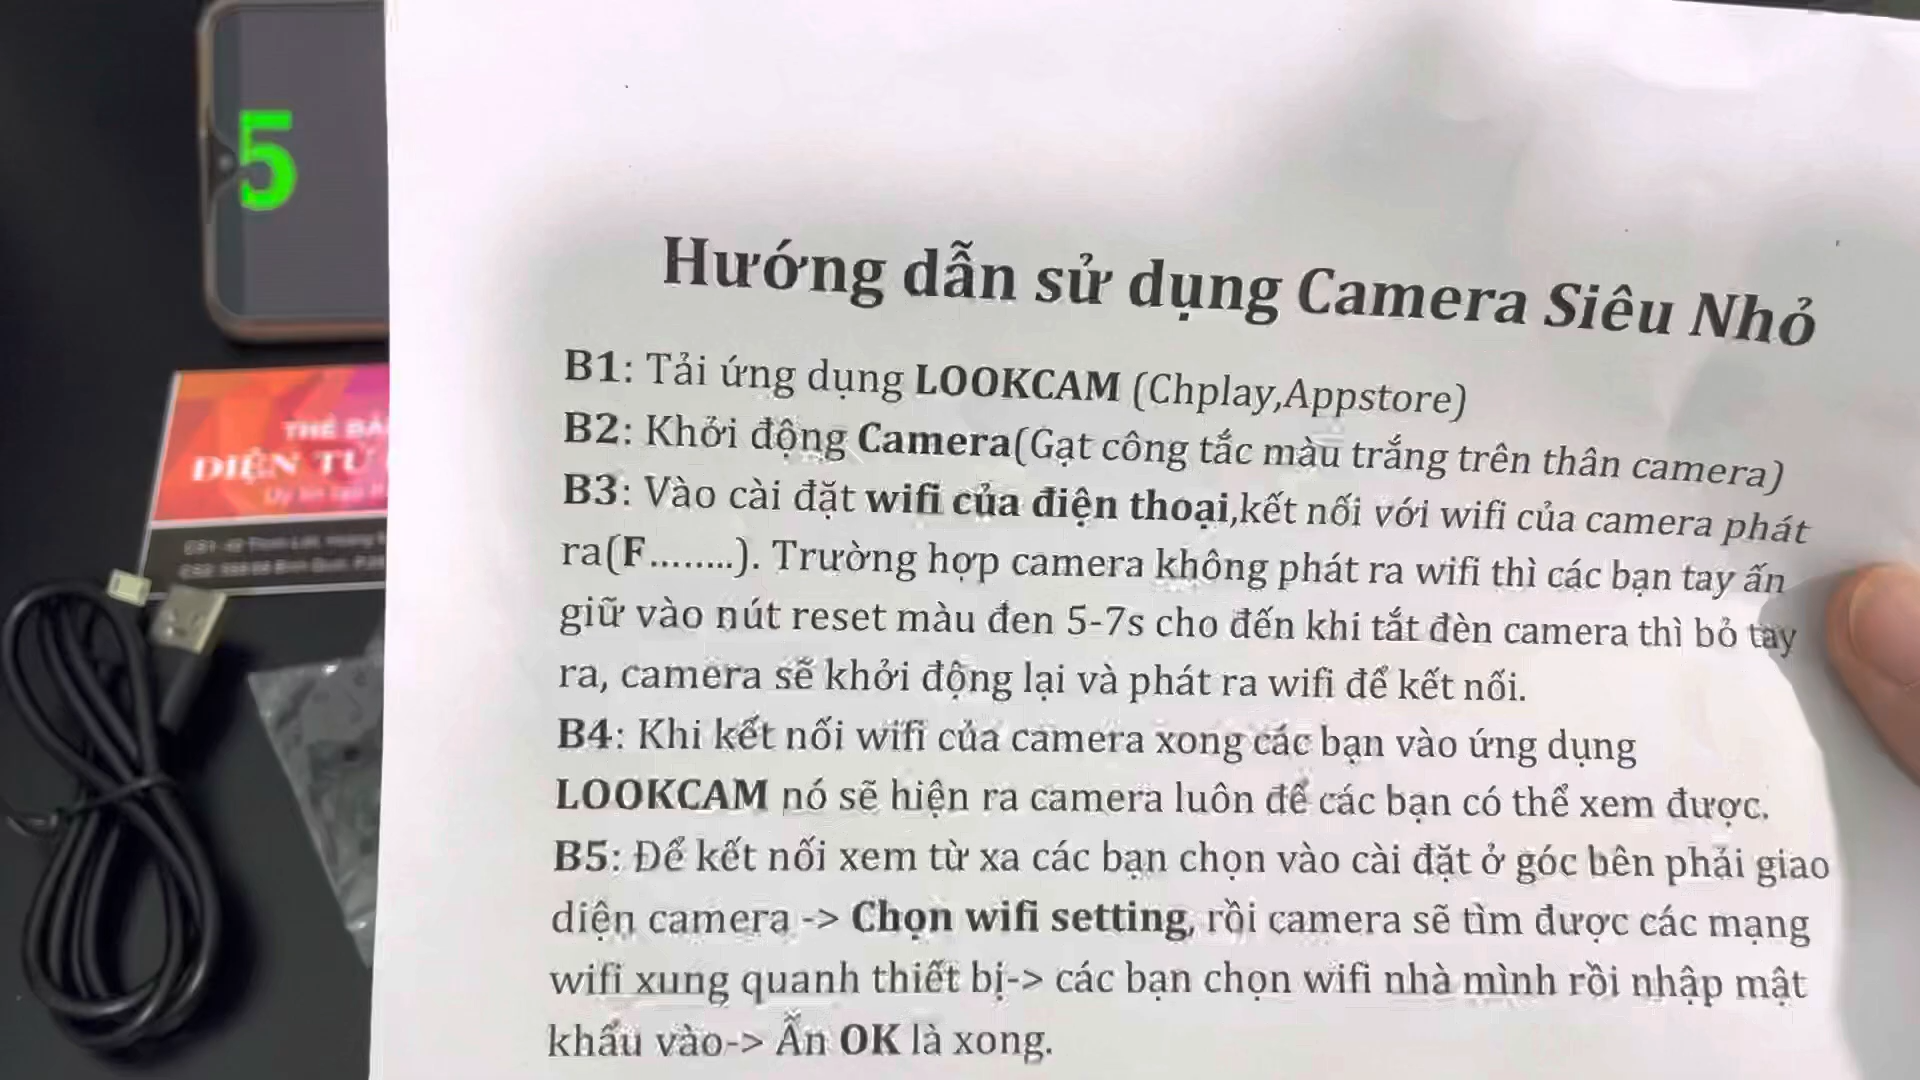 5
Hướng dẫn sử dụng Camera Siêu Nhỏ
B1: Tải ứng dụng LOOKCAM (Chplay,Appstore)
B2: Khởi động Camera(Gạt công tắc màu trắng trên thân camera)
B3: Vào cài đặt wifi của điện thoại,kết nối với wifi của camera phát
ra(F........). Trường hợp camera không phát ra wifi thì các bạn tay ấn
giữ vào nút reset màu đen 5-7s cho đến khi tắt đèn camera thì bỏ tay
ra, camera sẽ khởi động lại và phát ra wifi để kết nối.
B4: Khi kết nối wifi của camera xong các bạn vào ứng dụng
LOOKCAM nó sẽ hiện ra camera luôn để các bạn có thể xem được.
B5: Để kết nối xem từ xa các bạn chọn vào cài đặt ở góc bên phải giao
diện camera -> Chọn wifi setting, rồi camera sẽ tìm được các mạng
wifi xung quanh thiết bị-> các bạn chọn wifi nhà mình rồi nhập mật
khẩu vào-> Ấn OK là xong.
THẺ BẢ
ĐIỆN TỬ